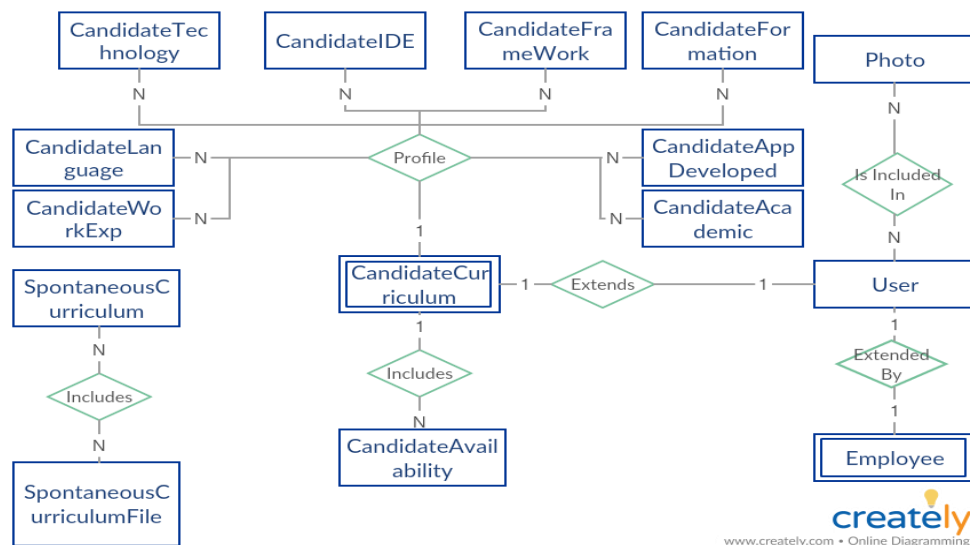 CandidateTec
hnology
CandidateIDE
CandidateFra
meWork
CandidateFor
mation
Photo
N
N
N
N
N
CandidateLan
guage
N
Profile
N
CandidateApp
Developed
Is Included
In
CandidateWo
rkExp
N
N
CandidateAca
demic
1
N
SpontaneousC
urriculum
CandidateCur
riculum
1
Extends
1
User
N
1
1
Includes
Includes
Extended
By
N
N
1
CandidateAvail
ability
Employee
SpontaneousC
urriculumFile
creately
www.creately.com • Online Diagramming